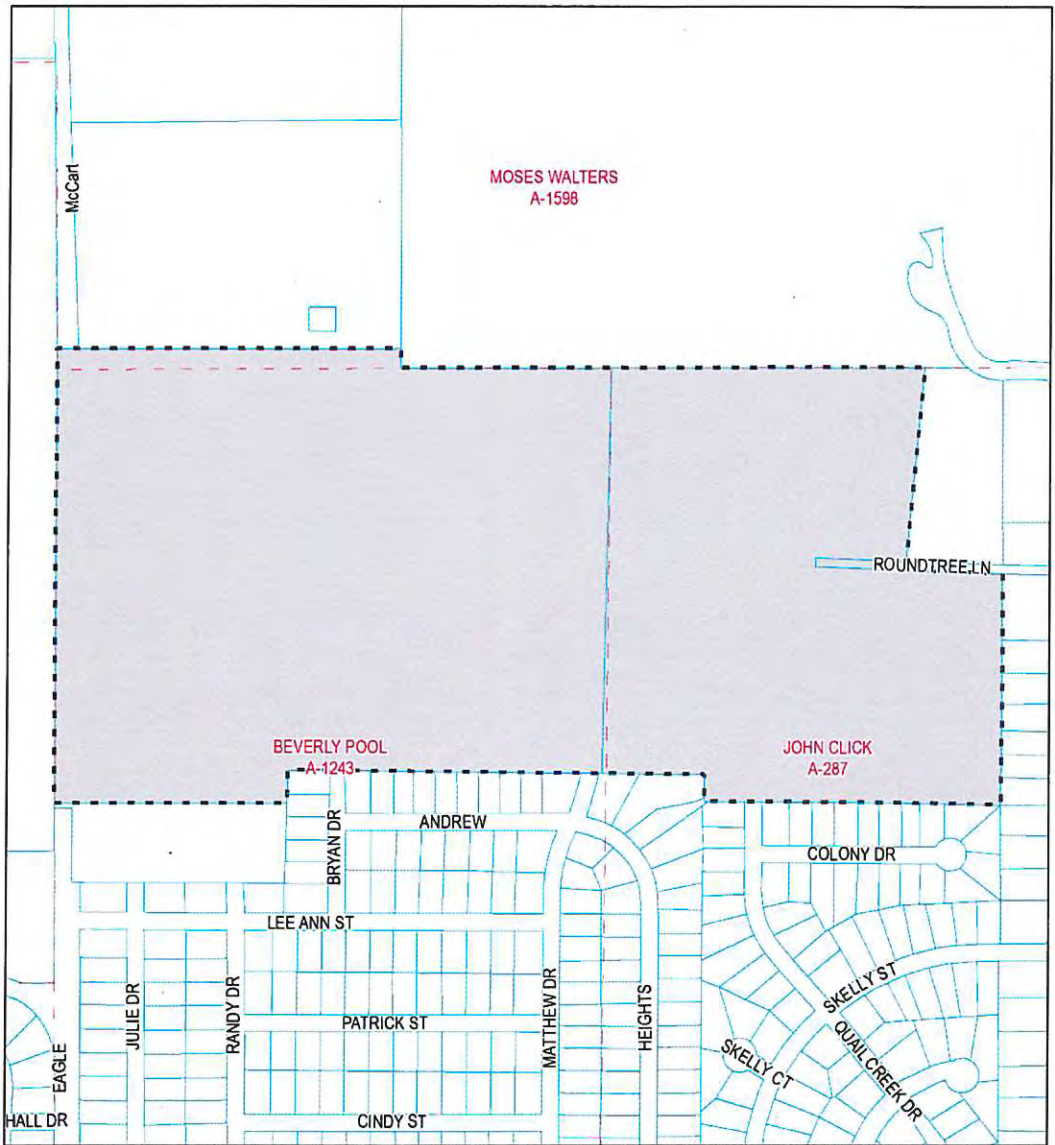 McCart
MOSES WALTERS
A-1598
ROUNDTREE LN
BEVERLY POOL
A-1243
JOHN CLICK
A-287
BRYAN DR
ANDREW
COLONY DR
LEE ANN ST
JULIE DR
RANDY DR
PATRICK ST
MATTHEW DR
HEIGHTS
SKELLY ST
QUAIL CREEK DR
SKELLY CT
EAGLE
HALL DR
CINDY ST